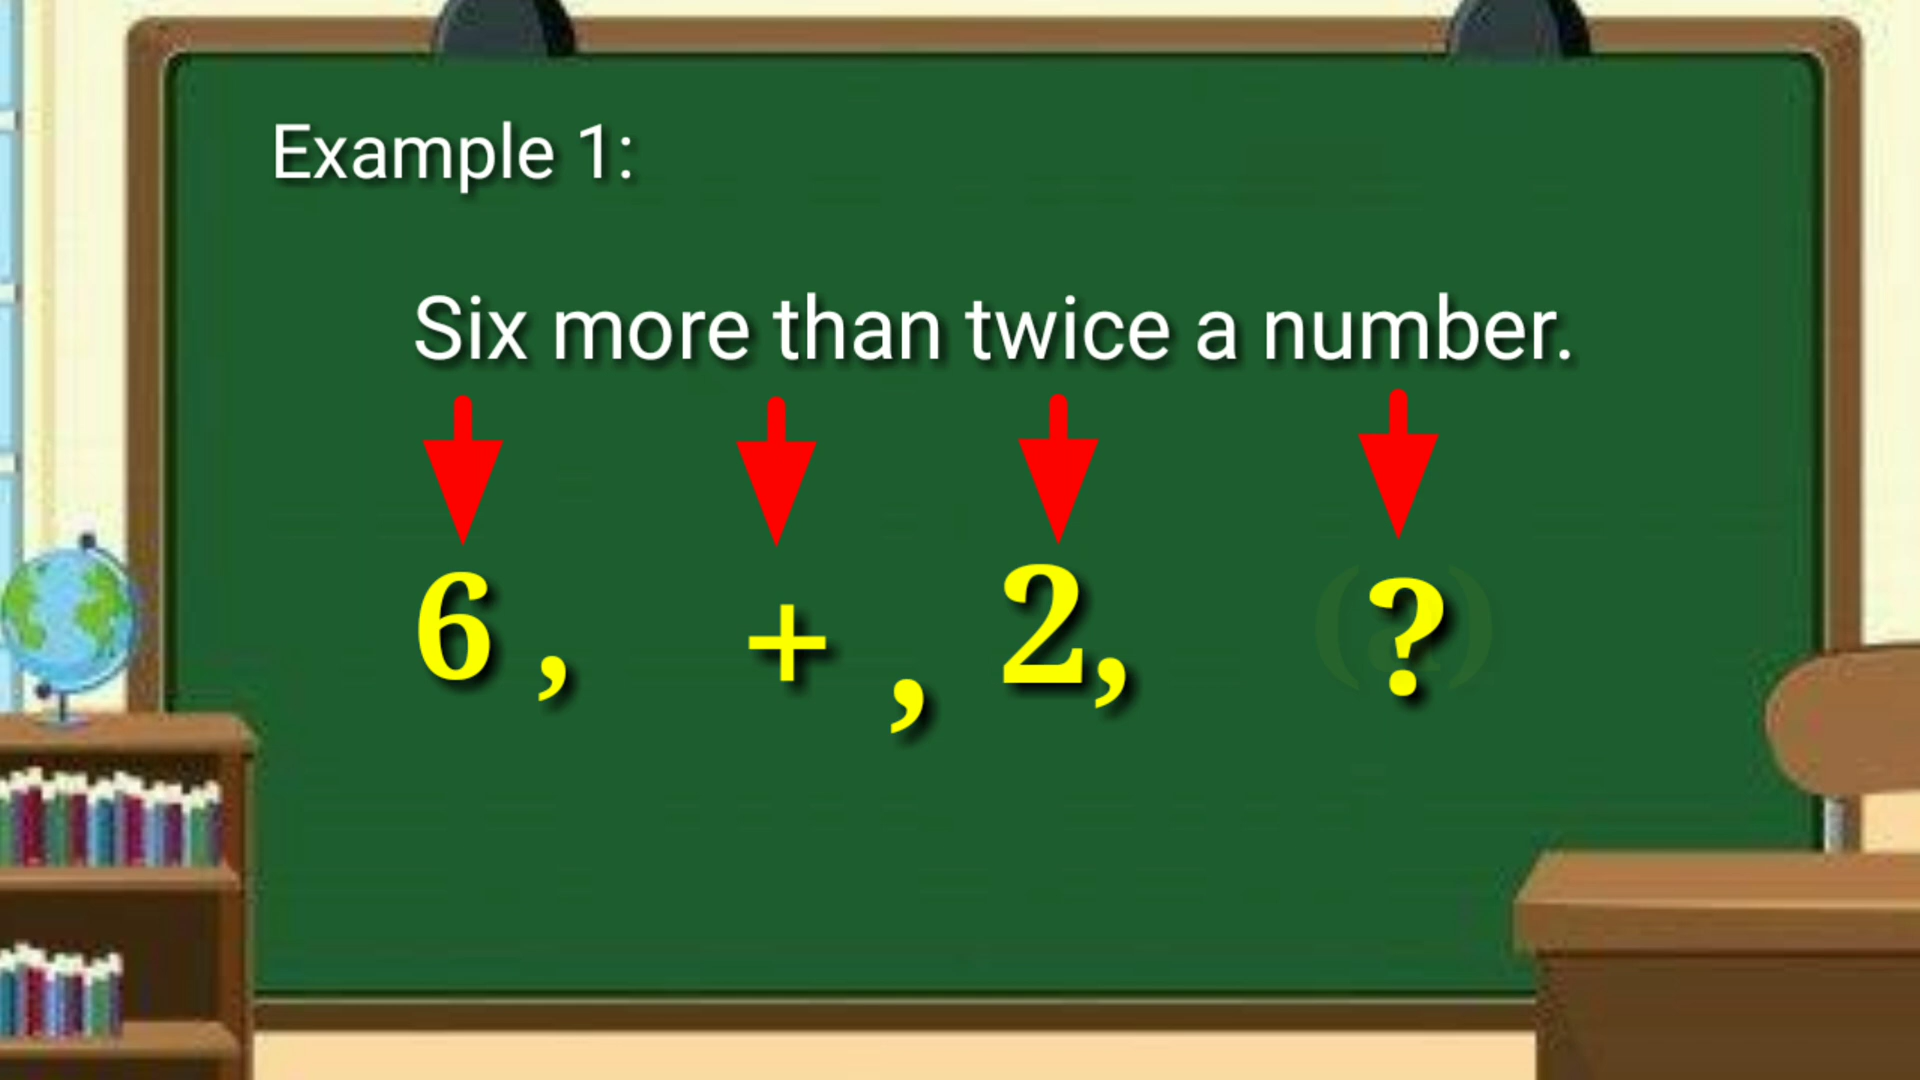 Example 1:
Six more than twice a number.
6 , + , 2, ?